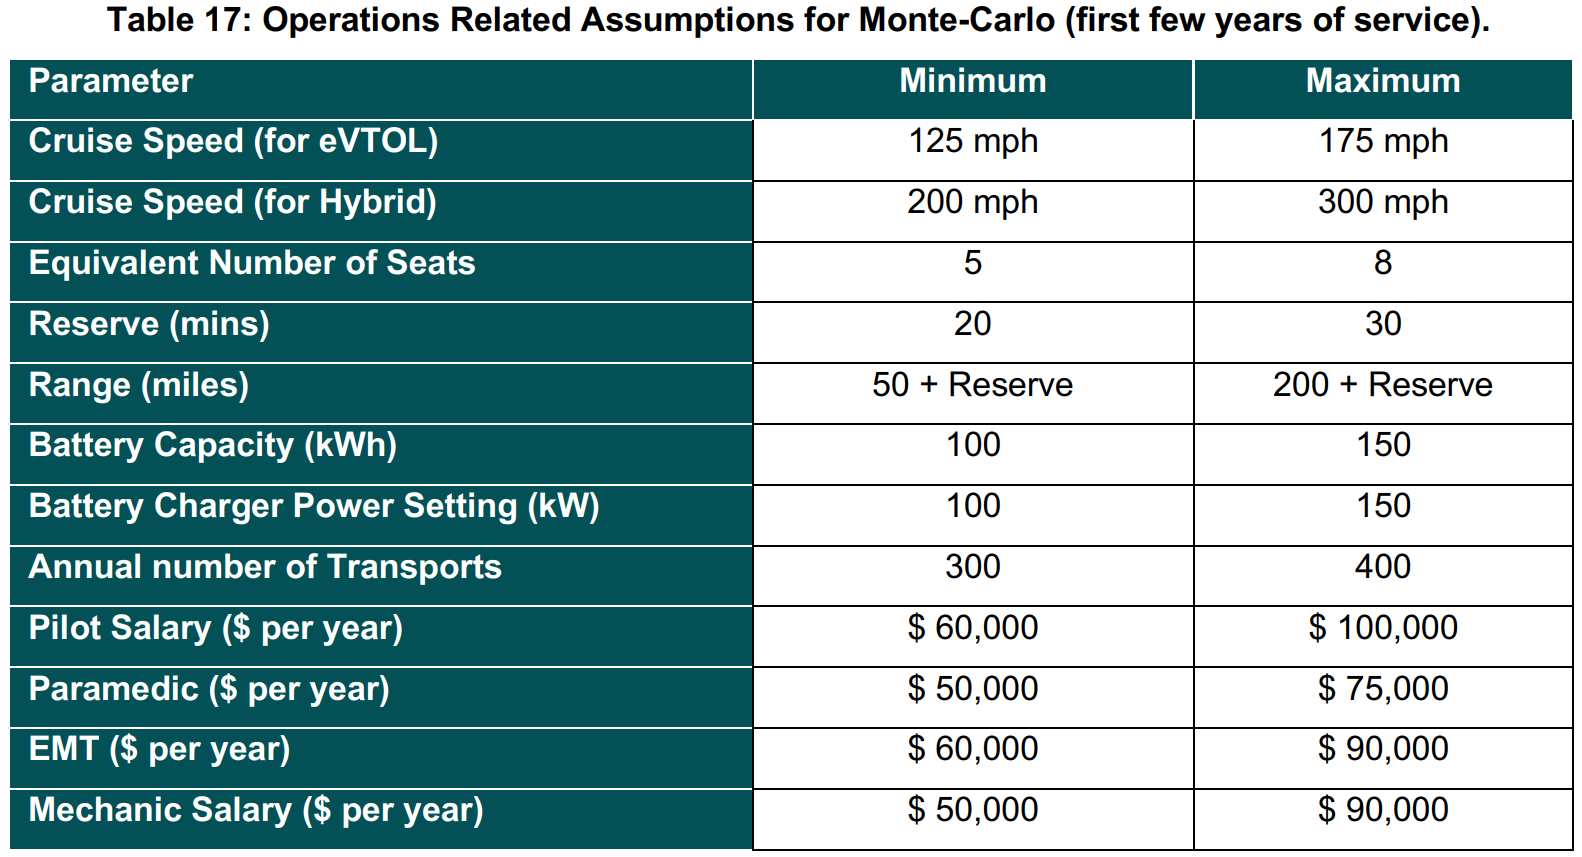 Table 17: Operations Related Assumptions for Monte-Carlo (first few years of service).
Parameter Minimum Maximum
Cruise Speed (for eVTOL) 125 mph 175 mph
Cruise Speed (for Hybrid) 200 mph 300 mph
Equivalent Number of Seats 5 8
Reserve (mins) 20 30
Range (miles) 50 + Reserve 200 + Reserve
Battery Capacity (kWh) 100 150
Battery Charger Power Setting (kW) 100 150
Annual number of Transports 300 400
Pilot Salary ($ per year) $ 60,000 $ 100,000
Paramedic ($ per year) $ 50,000 $ 75,000
EMT ($ per year) $ 60,000 $ 90,000
Mechanic Salary ($ per year) $ 50,000 $ 90,000